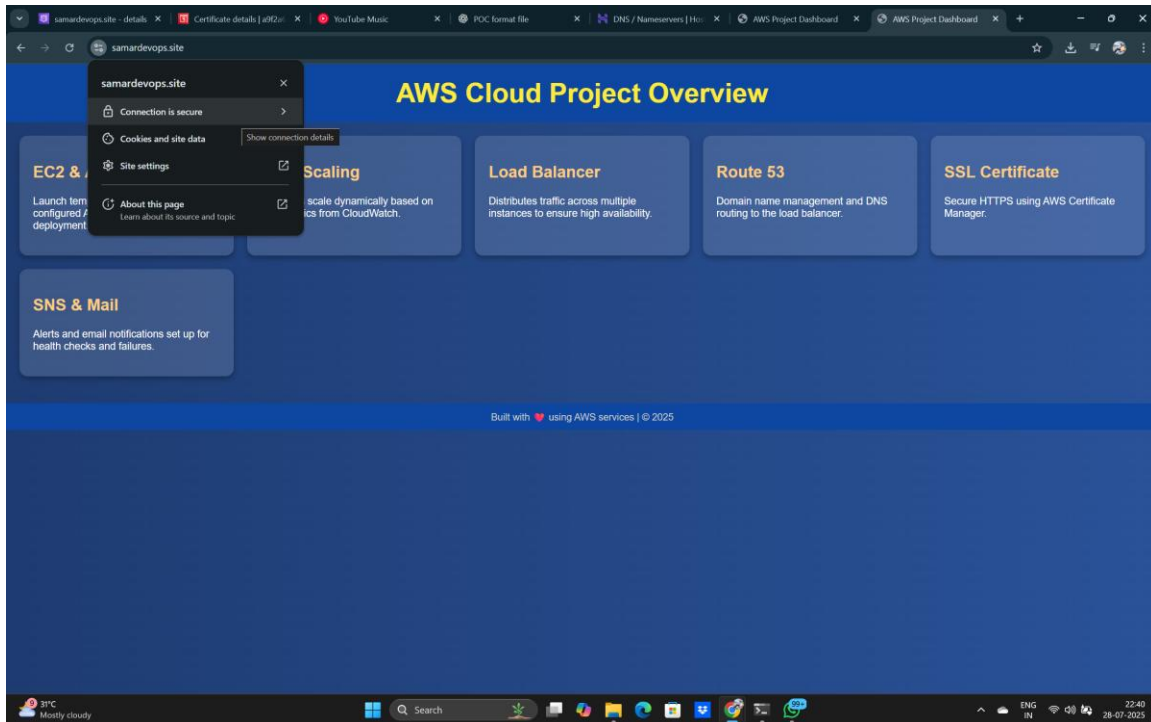 samardevops.site - details
Certificate details | a9f2a
YouTube Music
POC format file
DNS / Nameservers | Ho
AWS Project Dashboard
AWS Project Dashboard
samardevops.site
samardevops.site
Connection is secure
Cookies and site data
Show connection details
Site settings
About this page
Learn about its source and topic
AWS Cloud Project Overview
EC2 &
Launch tem
configured A
deployment
Scaling
scale dynamically based on
ics from CloudWatch.
Load Balancer
Distributes traffic across multiple
instances to ensure high availability.
Route 53
Domain name management and DNS
routing to the load balancer.
SSL Certificate
Secure HTTPS using AWS Certificate
Manager.
SNS & Mail
Alerts and email notifications set up for
health checks and failures.
Built with ❤️ using AWS services | © 2025
9
31°C
Mostly cloudy
Search
99+
ENG
IN
22:40
28-07-2025